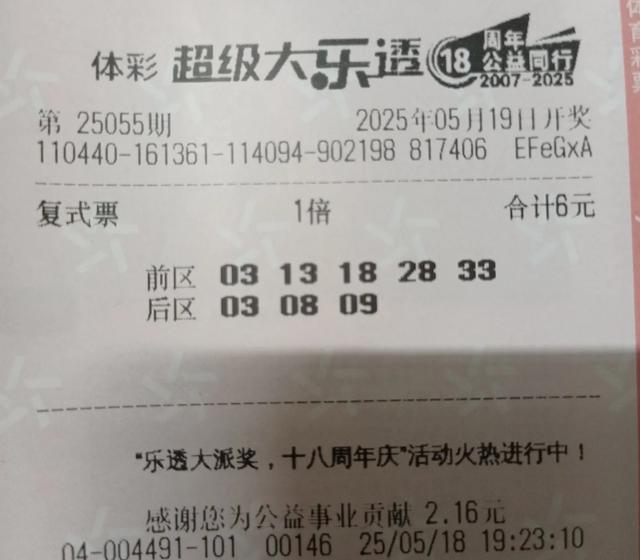 体彩 超级大乐透 18 周年 公益同行 2007-2025
第 25055期 2025年05月19日开奖
110440-161361-114094-902198 817406 EFeGxA
复式票 1倍 合计6元
前区 03 13 18 28 33
后区 03 08 09
“乐透大派奖，十八周年庆”活动火热进行中！
感谢您为公益事业贡献 2.16元
04-004491-101 00146 25/05/18 19:23:10
体育彩票